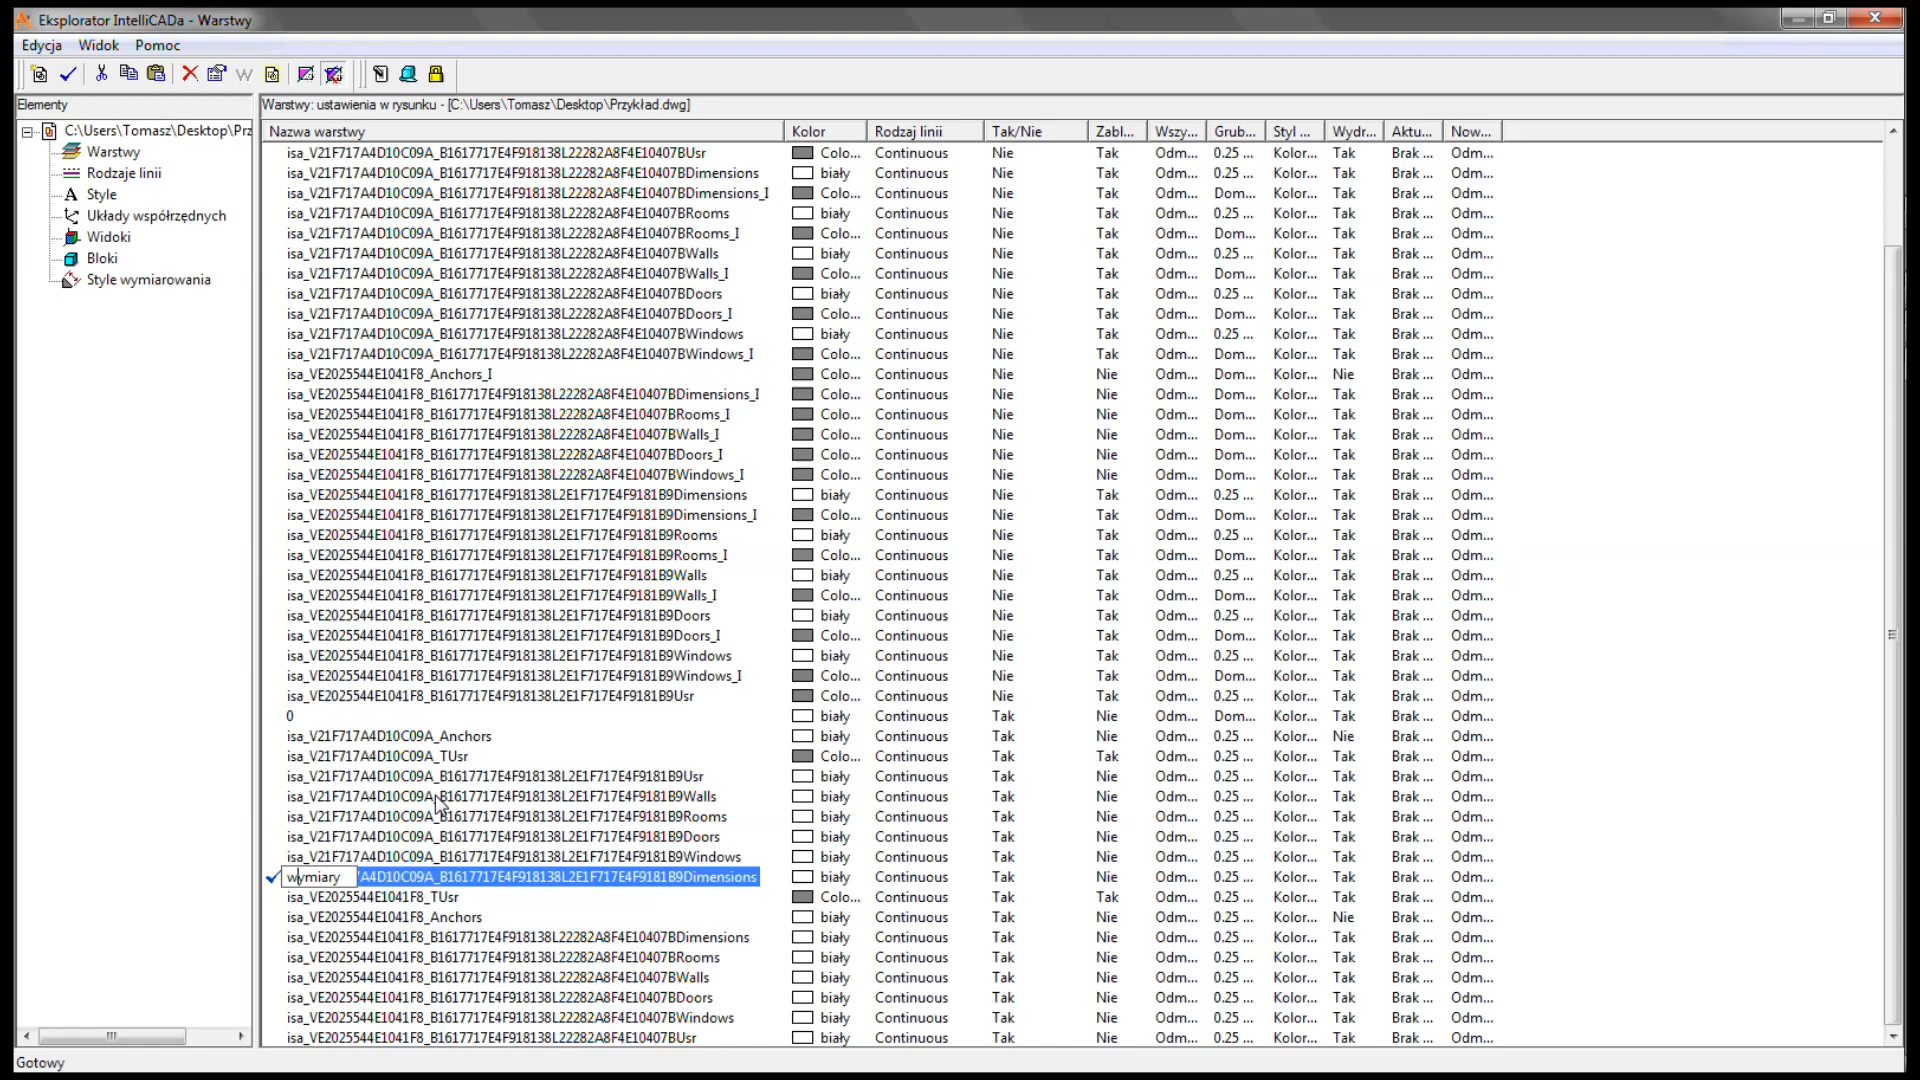 Eksplorator IntelliCADa - Warstwy
Edycja Widok Pomoc
Elementy
Warstwy: ustawienia w rysunku - [C:\Users\Tomasz\Desktop\Przykład.dwg]
C:\Users\Tomasz\Desktop\Prz
Warstwy
Rodzaje linii
Style
Układy współrzędnych
Widoki
Bloki
Style wymiarowania
Nazwa warstwy Kolor Rodzaj linii Tak/Nie Zabl... Wszy... Grub... Styl ... Wydr... Aktu... Now...
isa_V21F717A4D10C09A_B1617717E4F918138L22282A8F4E10407BUsr Colo... Continuous Nie Tak Odm... 0.25 ... Kolor... Tak Brak ... Odm...
isa_V21F717A4D10C09A_B1617717E4F918138L22282A8F4E10407BDimensions biały Continuous Nie Tak Odm... 0.25 ... Kolor... Tak Brak ... Odm...
isa_V21F717A4D10C09A_B1617717E4F918138L22282A8F4E10407BDimensions_I Colo... Continuous Nie Tak Odm... Dom... Kolor... Tak Brak ... Odm...
isa_V21F717A4D10C09A_B1617717E4F918138L22282A8F4E10407BRooms biały Continuous Nie Tak Odm... 0.25 ... Kolor... Tak Brak ... Odm...
isa_V21F717A4D10C09A_B1617717E4F918138L22282A8F4E10407BRooms_I Colo... Continuous Nie Tak Odm... Dom... Kolor... Tak Brak ... Odm...
isa_V21F717A4D10C09A_B1617717E4F918138L22282A8F4E10407BWalls biały Continuous Nie Tak Odm... 0.25 ... Kolor... Tak Brak ... Odm...
isa_V21F717A4D10C09A_B1617717E4F918138L22282A8F4E10407BWalls_I Colo... Continuous Nie Tak Odm... Dom... Kolor... Tak Brak ... Odm...
isa_V21F717A4D10C09A_B1617717E4F918138L22282A8F4E10407BDoors biały Continuous Nie Tak Odm... 0.25 ... Kolor... Tak Brak ... Odm...
isa_V21F717A4D10C09A_B1617717E4F918138L22282A8F4E10407BDoors_I Colo... Continuous Nie Tak Odm... Dom... Kolor... Tak Brak ... Odm...
isa_V21F717A4D10C09A_B1617717E4F918138L22282A8F4E10407BWindows biały Continuous Nie Tak Odm... 0.25 ... Kolor... Tak Brak ... Odm...
isa_V21F717A4D10C09A_B1617717E4F918138L22282A8F4E10407BWindows_I Colo... Continuous Nie Tak Odm... Dom... Kolor... Tak Brak ... Odm...
isa_VE2025544E1041F8_Anchors_I Colo... Continuous Nie Nie Odm... Dom... Kolor... Nie Brak ... Odm...
isa_VE2025544E1041F8_B1617717E4F918138L22282A8F4E10407BDimensions_I Colo... Continuous Nie Nie Odm... Dom... Kolor... Tak Brak ... Odm...
isa_VE2025544E1041F8_B1617717E4F918138L22282A8F4E10407BRooms_I Colo... Continuous Nie Nie Odm... Dom... Kolor... Tak Brak ... Odm...
isa_VE2025544E1041F8_B1617717E4F918138L22282A8F4E10407BWalls_I Colo... Continuous Nie Nie Odm... Dom... Kolor... Tak Brak ... Odm...
isa_VE2025544E1041F8_B1617717E4F918138L22282A8F4E10407BDoors_I Colo... Continuous Nie Nie Odm... Dom... Kolor... Tak Brak ... Odm...
isa_VE2025544E1041F8_B1617717E4F918138L22282A8F4E10407BWindows_I Colo... Continuous Nie Nie Odm... Dom... Kolor... Tak Brak ... Odm...
isa_VE2025544E1041F8_B1617717E4F918138L2E1F717E4F9181B9Dimensions biały Continuous Nie Tak Odm... 0.25 ... Kolor... Tak Brak ... Odm...
isa_VE2025544E1041F8_B1617717E4F918138L2E1F717E4F9181B9Dimensions_I Colo... Continuous Nie Tak Odm... Dom... Kolor... Tak Brak ... Odm...
isa_VE2025544E1041F8_B1617717E4F918138L2E1F717E4F9181B9Rooms biały Continuous Nie Tak Odm... 0.25 ... Kolor... Tak Brak ... Odm...
isa_VE2025544E1041F8_B1617717E4F918138L2E1F717E4F9181B9Rooms_I Colo... Continuous Nie Tak Odm... Dom... Kolor... Tak Brak ... Odm...
isa_VE2025544E1041F8_B1617717E4F918138L2E1F717E4F9181B9Walls biały Continuous Nie Tak Odm... 0.25 ... Kolor... Tak Brak ... Odm...
isa_VE2025544E1041F8_B1617717E4F918138L2E1F717E4F9181B9Walls_I Colo... Continuous Nie Tak Odm... Dom... Kolor... Tak Brak ... Odm...
isa_VE2025544E1041F8_B1617717E4F918138L2E1F717E4F9181B9Doors biały Continuous Nie Tak Odm... 0.25 ... Kolor... Tak Brak ... Odm...
isa_VE2025544E1041F8_B1617717E4F918138L2E1F717E4F9181B9Doors_I Colo... Continuous Nie Tak Odm... Dom... Kolor... Tak Brak ... Odm...
isa_VE2025544E1041F8_B1617717E4F918138L2E1F717E4F9181B9Windows biały Continuous Nie Tak Odm... 0.25 ... Kolor... Tak Brak ... Odm...
isa_VE2025544E1041F8_B1617717E4F918138L2E1F717E4F9181B9Windows_I Colo... Continuous Nie Tak Odm... Dom... Kolor... Tak Brak ... Odm...
isa_VE2025544E1041F8_B1617717E4F918138L2E1F717E4F9181B9Usr Colo... Continuous Nie Tak Odm... 0.25 ... Kolor... Tak Brak ... Odm...
0 biały Continuous Tak Nie Odm... Dom... Kolor... Tak Brak ... Odm...
isa_V21F717A4D10C09A_Anchors biały Continuous Tak Nie Odm... 0.25 ... Kolor... Nie Brak ... Odm...
isa_V21F717A4D10C09A_TUsr Colo... Continuous Tak Tak Odm... 0.25 ... Kolor... Tak Brak ... Odm...
isa_V21F717A4D10C09A_B1617717E4F918138L2E1F717E4F9181B9Usr biały Continuous Tak Nie Odm... 0.25 ... Kolor... Tak Brak ... Odm...
isa_V21F717A4D10C09A_B1617717E4F918138L2E1F717E4F9181B9Walls biały Continuous Tak Nie Odm... 0.25 ... Kolor... Tak Brak ... Odm...
isa_V21F717A4D10C09A_B1617717E4F918138L2E1F717E4F9181B9Rooms biały Continuous Tak Nie Odm... 0.25 ... Kolor... Tak Brak ... Odm...
isa_V21F717A4D10C09A_B1617717E4F918138L2E1F717E4F9181B9Doors biały Continuous Tak Nie Odm... 0.25 ... Kolor... Tak Brak ... Odm...
isa_V21F717A4D10C09A_B1617717E4F918138L2E1F717E4F9181B9Windows biały Continuous Tak Nie Odm... 0.25 ... Kolor... Tak Brak ... Odm...
wymiary 'A4D10C09A_B1617717E4F918138L2E1F717E4F9181B9Dimensions biały Continuous Tak Nie Odm... 0.25 ... Kolor... Tak Brak ... Odm...
isa_VE2025544E1041F8_TUsr Colo... Continuous Tak Tak Odm... 0.25 ... Kolor... Tak Brak ... Odm...
isa_VE2025544E1041F8_Anchors biały Continuous Tak Nie Odm... 0.25 ... Kolor... Nie Brak ... Odm...
isa_VE2025544E1041F8_B1617717E4F918138L22282A8F4E10407BDimensions biały Continuous Tak Nie Odm... 0.25 ... Kolor... Tak Brak ... Odm...
isa_VE2025544E1041F8_B1617717E4F918138L22282A8F4E10407BRooms biały Continuous Tak Nie Odm... 0.25 ... Kolor... Tak Brak ... Odm...
isa_VE2025544E1041F8_B1617717E4F918138L22282A8F4E10407BWalls biały Continuous Tak Nie Odm... 0.25 ... Kolor... Tak Brak ... Odm...
isa_VE2025544E1041F8_B1617717E4F918138L22282A8F4E10407BDoors biały Continuous Tak Nie Odm... 0.25 ... Kolor... Tak Brak ... Odm...
isa_VE2025544E1041F8_B1617717E4F918138L22282A8F4E10407BWindows biały Continuous Tak Nie Odm... 0.25 ... Kolor... Tak Brak ... Odm...
isa_VE2025544E1041F8_B1617717E4F918138L22282A8F4E10407BUsr biały Continuous Tak Nie Odm... 0.25 ... Kolor... Tak Brak ... Odm...
Gotowy